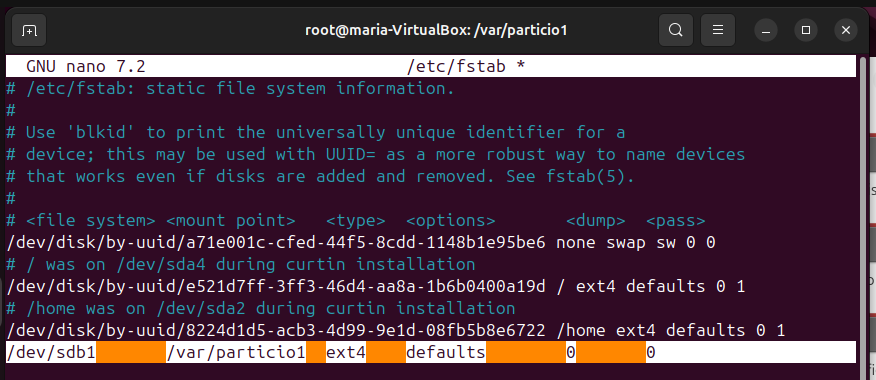 root@maria-VirtualBox: /var/particio1
GNU nano 7.2 /etc/fstab *
# /etc/fstab: static file system information.
#
# Use 'blkid' to print the universally unique identifier for a
# device; this may be used with UUID= as a more robust way to name devices
# that works even if disks are added and removed. See fstab(5).
#
# <file system> <mount point> <type> <options> <dump> <pass>
/dev/disk/by-uuid/a71e001c-cfed-44f5-8cdd-1148b1e95be6 none swap sw 0 0
# / was on /dev/sda4 during curtin installation
/dev/disk/by-uuid/e521d7ff-3ff3-46d4-aa8a-1b6b0400a19d / ext4 defaults 0 1
# /home was on /dev/sda2 during curtin installation
/dev/disk/by-uuid/8224d1d5-acb3-4d99-9e1d-08fb5b8e6722 /home ext4 defaults 0 1
/dev/sdb1 /var/particio1 ext4 defaults 0 0